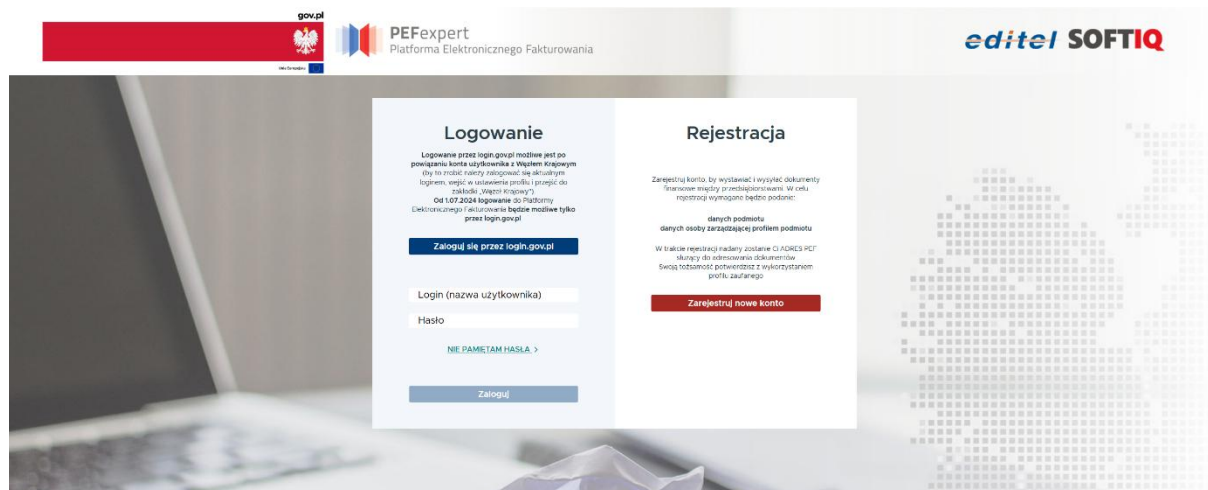 gov.pl
PEFexpert
Platforma Elektronicznego Fakturowania
editel SOFTIQ
Logowanie
Logowanie przez login.gov.pl możliwe jest po
powiązaniu konta użytkownika z Węzłem Krajowym
(by to zrobić należy zalogować się aktualnym
loginem, wejść w ustawienia profilu i przejść do
zakładki „Węzeł Krajowy")
Od 1.07.2024 logowanie do Platformy
Elektronicznego Fakturowania będzie możliwe tylko
przez login.gov.pl
Zaloguj się przez login.gov.pl
Login (nazwa użytkownika)
Hasło
NIE PAMIĘTAM HASŁA >
Zaloguj
Rejestracja
Zarejestruj konto, by wystawiać i wysyłać dokumenty
finansowe między przedsiębiorstwami. W celu
rejestracji wymagane będzie podanie:
danych podmiotu
danych osoby zarządzającej profilem podmiotu
W trakcie rejestracji nadany zostanie Ci ADRES PEF
służący do adresowania dokumentów
Swoją tożsamość potwierdzisz z wykorzystaniem
profilu zaufanego
Zarejestruj nowe konto